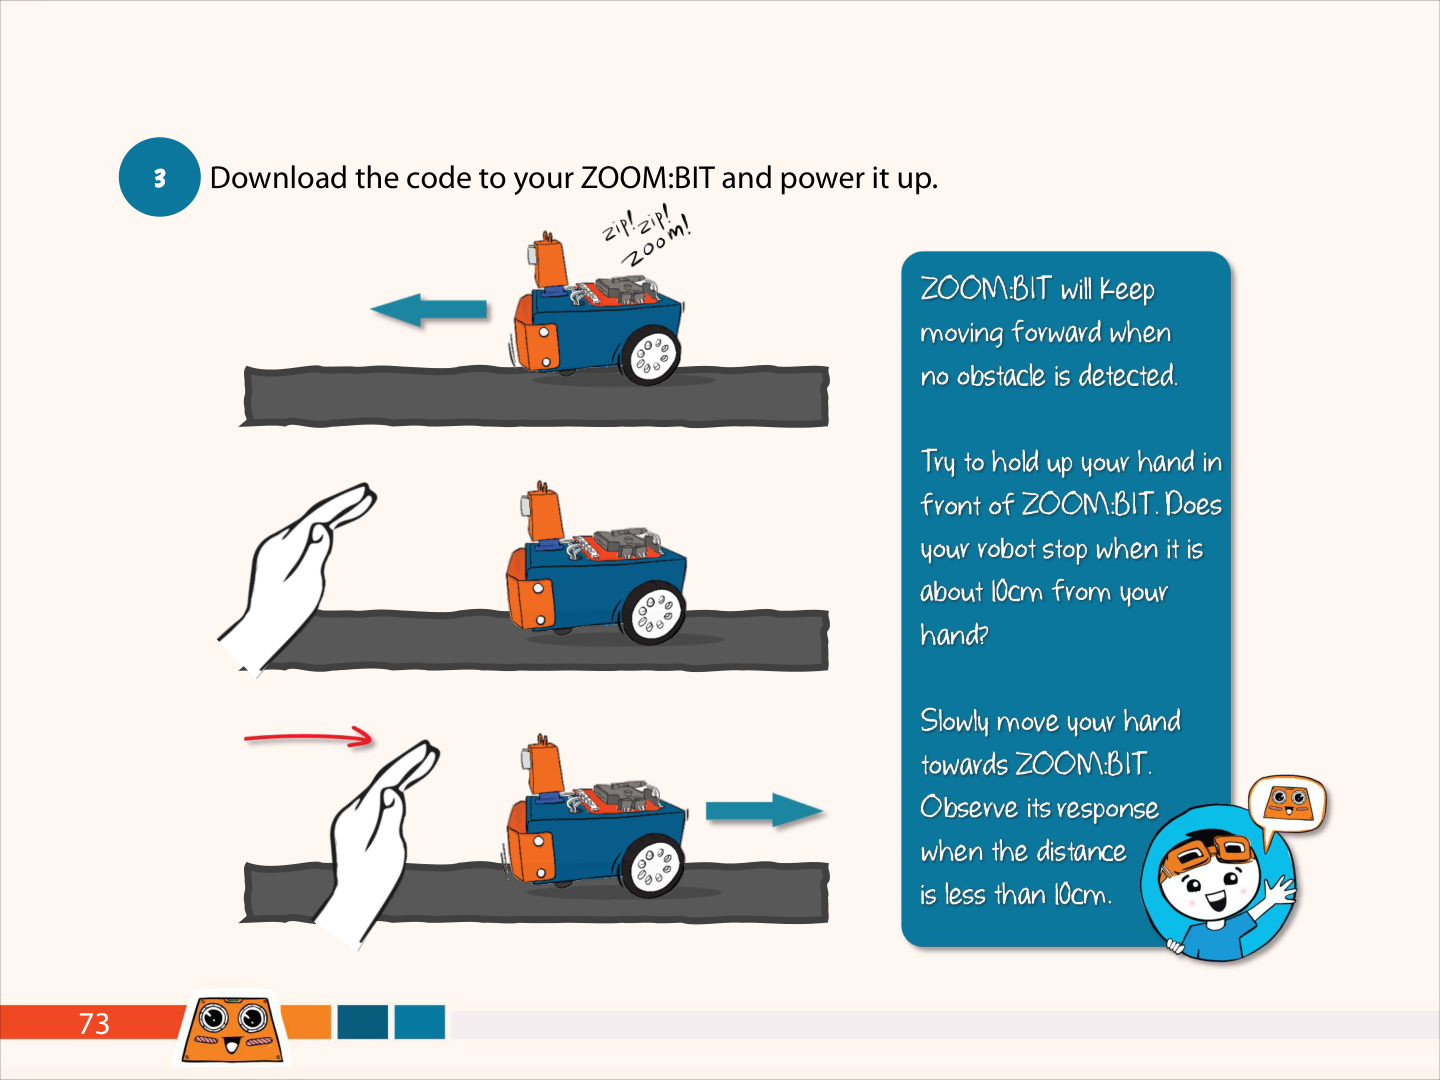 3
Download the code to your ZOOM:BIT and power it up.
zip! zip!
zoom!
ZOOM:BIT will keep
moving forward when
no obstacle is detected.
Try to hold up your hand in
front of ZOOM:BIT. Does
your robot stop when it is
about 10cm from your
hand?
Slowly move your hand
towards ZOOM:BIT.
Observe its response
when the distance
is less than 10cm.
73